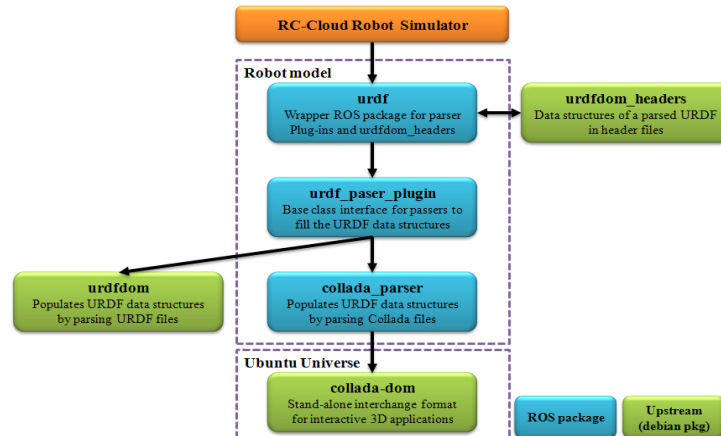 RC-Cloud Robot Simulator
Robot model
urdf
Wrapper ROS package for parser
Plug-ins and urdfdom_headers
urdfdom_headers
Data structures of a parsed URDF
in header files
urdf_paser_plugin
Base class interface for passers to
fill the URDF data structures
urdfdom
Populates URDF data structures
by parsing URDF files
collada_parser
Populates URDF data structures
by parsing Collada files
Ubuntu Universe
collada-dom
Stand-alone interchange format
for interactive 3D applications
ROS package
Upstream
(debian pkg)